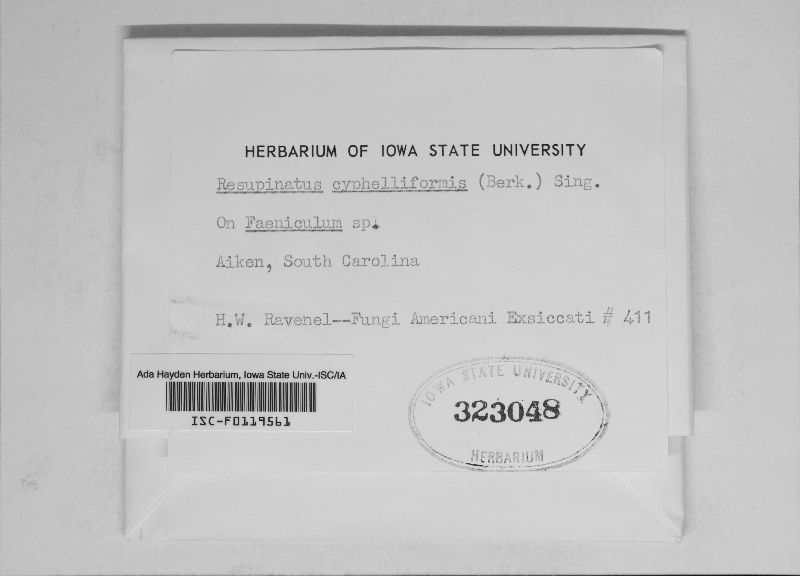 HERBARIUM OF IOWA STATE UNIVERSITY
Resupinatus cyphelliformis (Berk.) Sing.
On Faeniculum sp.
Aiken, South Carolina
H.W. Ravenel--Fungi Americani Exsiccati # 411
Ada Hayden Herbarium, Iowa State Univ.-ISC/IA
ISC-F0119561
IOWA STATE UNIVERSITY
323048
HERBARIUM